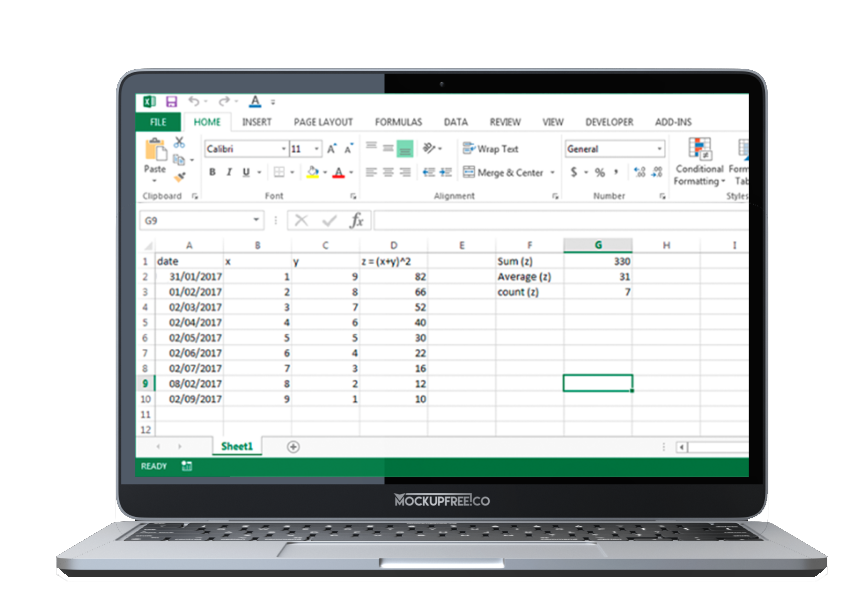 FILE HOME INSERT PAGE LAYOUT FORMULAS DATA REVIEW VIEW DEVELOPER ADD-INS
Paste Calibri 11 A A Wrap Text General Conditional Form
B I U A Merge & Center $ % , Formatting Tab
Clipboard Font Alignment Number Styles
G9 fx
A B C D E F G H I
1 date x y z = (x+y)^2 Sum (z) 330
2 31/01/2017 1 9 82 Average (z) 31
3 01/02/2017 2 8 66 count (z) 7
4 02/03/2017 3 7 52
5 02/04/2017 4 6 40
6 02/05/2017 5 5 30
7 02/06/2017 6 4 22
8 02/07/2017 7 3 16
9 08/02/2017 8 2 12
10 02/09/2017 9 1 10
11
12
Sheet1
READY
MOCKUPFREE.CO